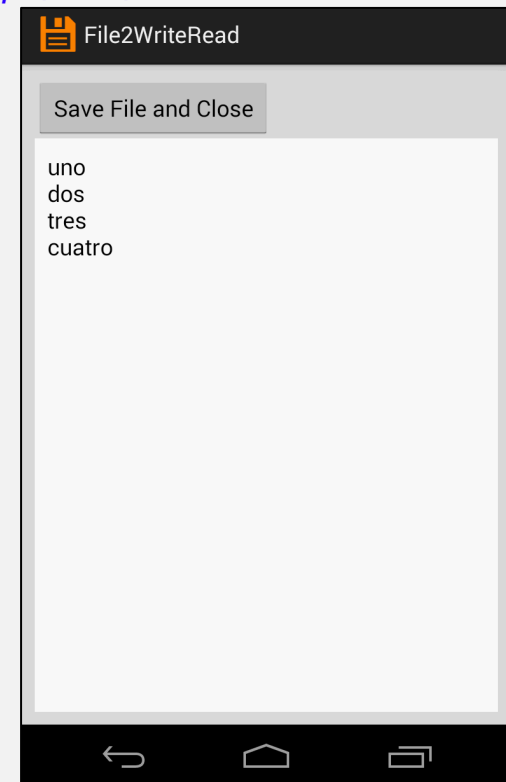 File2WriteRead
Save File and Close
uno
dos
tres
cuatro